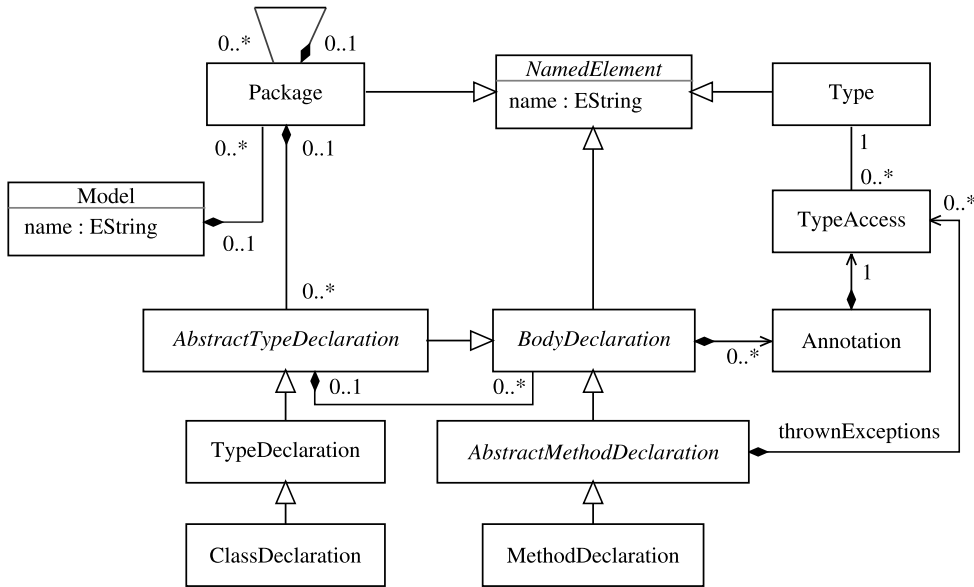 0..* 0..1
Package
NamedElement
name : EString
Type
0..* 0..1
1
0..*
Model
name : EString
0..1
TypeAccess
0..*
1
0..*
AbstractTypeDeclaration
BodyDeclaration
0..*
Annotation
0..1 0..*
TypeDeclaration
AbstractMethodDeclaration
thrownExceptions
ClassDeclaration
MethodDeclaration